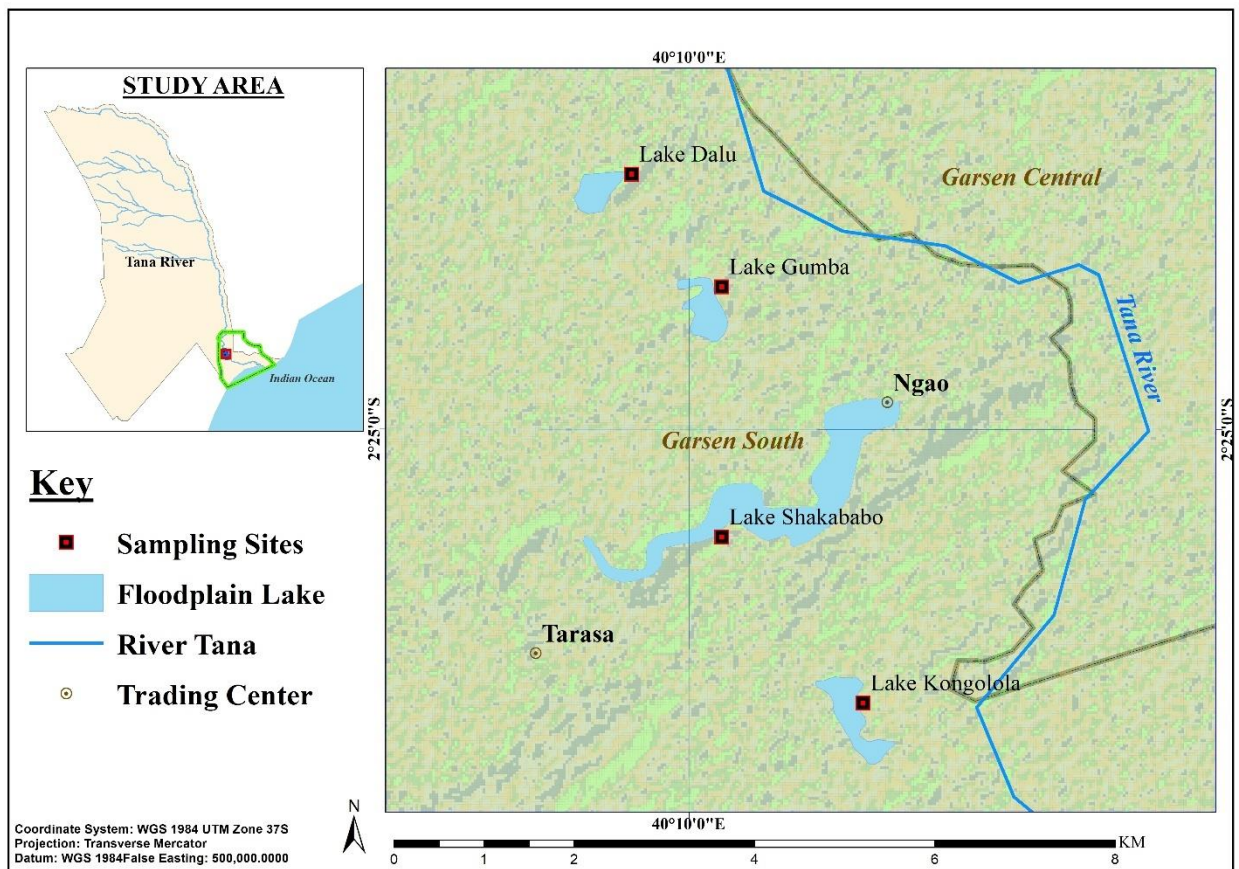 STUDY AREA
Tana River
Indian Ocean
Key
Sampling Sites
Floodplain Lake
River Tana
Trading Center
Coordinate System: WGS 1984 UTM Zone 37S
Projection: Transverse Mercator
Datum: WGS 1984False Easting: 500,000.0000
N
40°10'0"E
Lake Dalu
Garsen Central
Lake Gumba
Tana River
Ngao
2°25'0"S
Garsen South
2°25'0"S
Lake Shakababo
Tarasa
Lake Kongolola
40°10'0"E
KM
0 1 2 4 6 8